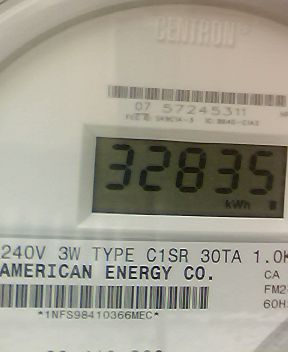 CENTRON
07 57245311
32835
kWh
240V 3W TYPE C1SR 30TA 1.0K
AMERICAN ENERGY CO.
CA
FM2
60H
*1NFS98410366MEC*